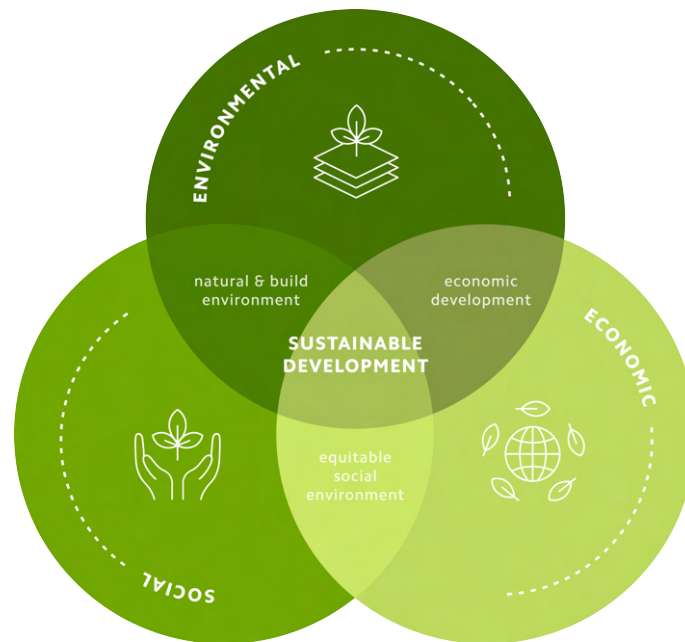 ENVIRONMENTAL
natural & build
environment
economic
development
SUSTAINABLE
DEVELOPMENT
ECONOMIC
equitable
social
environment
SOCIAL